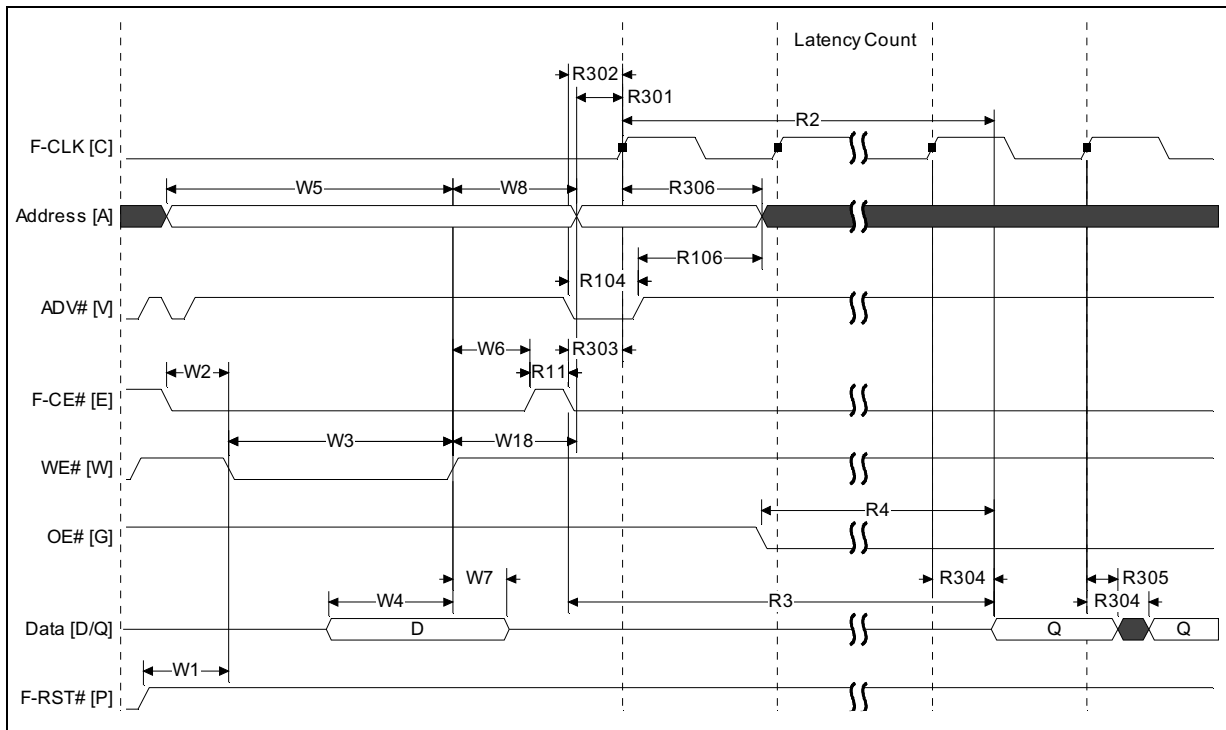 Latency Count
R302
R301
R2
F-CLK [C]
W5
W8
R306
Address [A]
R106
R104
ADV# [V]
W6
R303
W2
R11
F-CE# [E]
W3
W18
WE# [W]
R4
OE# [G]
W7
R304
R305
W4
R3
R304
Data [D/Q]
D
Q
Q
W1
F-RST# [P]